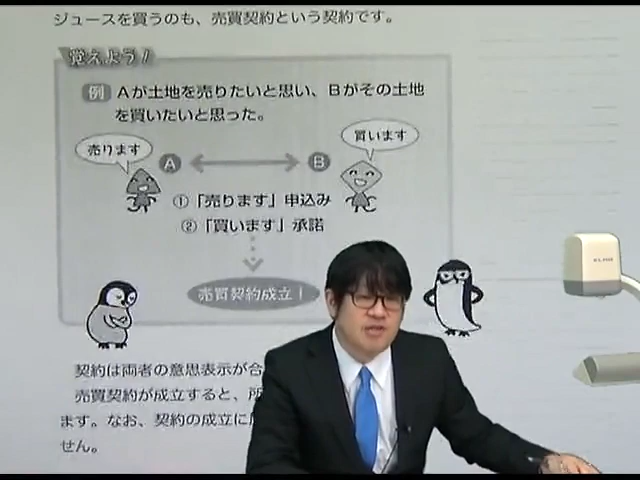 ジュースを買うのも、売買契約という契約です。
覚えよう!
例 Aが土地を売りたいと思い、Bがその土地
を買いたいと思った。
売ります
買います
A B
①「売ります」申込み
②「買います」承諾
売買契約成立!
契約は両者の意思表示が合
売買契約が成立すると、所
ます。なお、契約の成立に
せん。